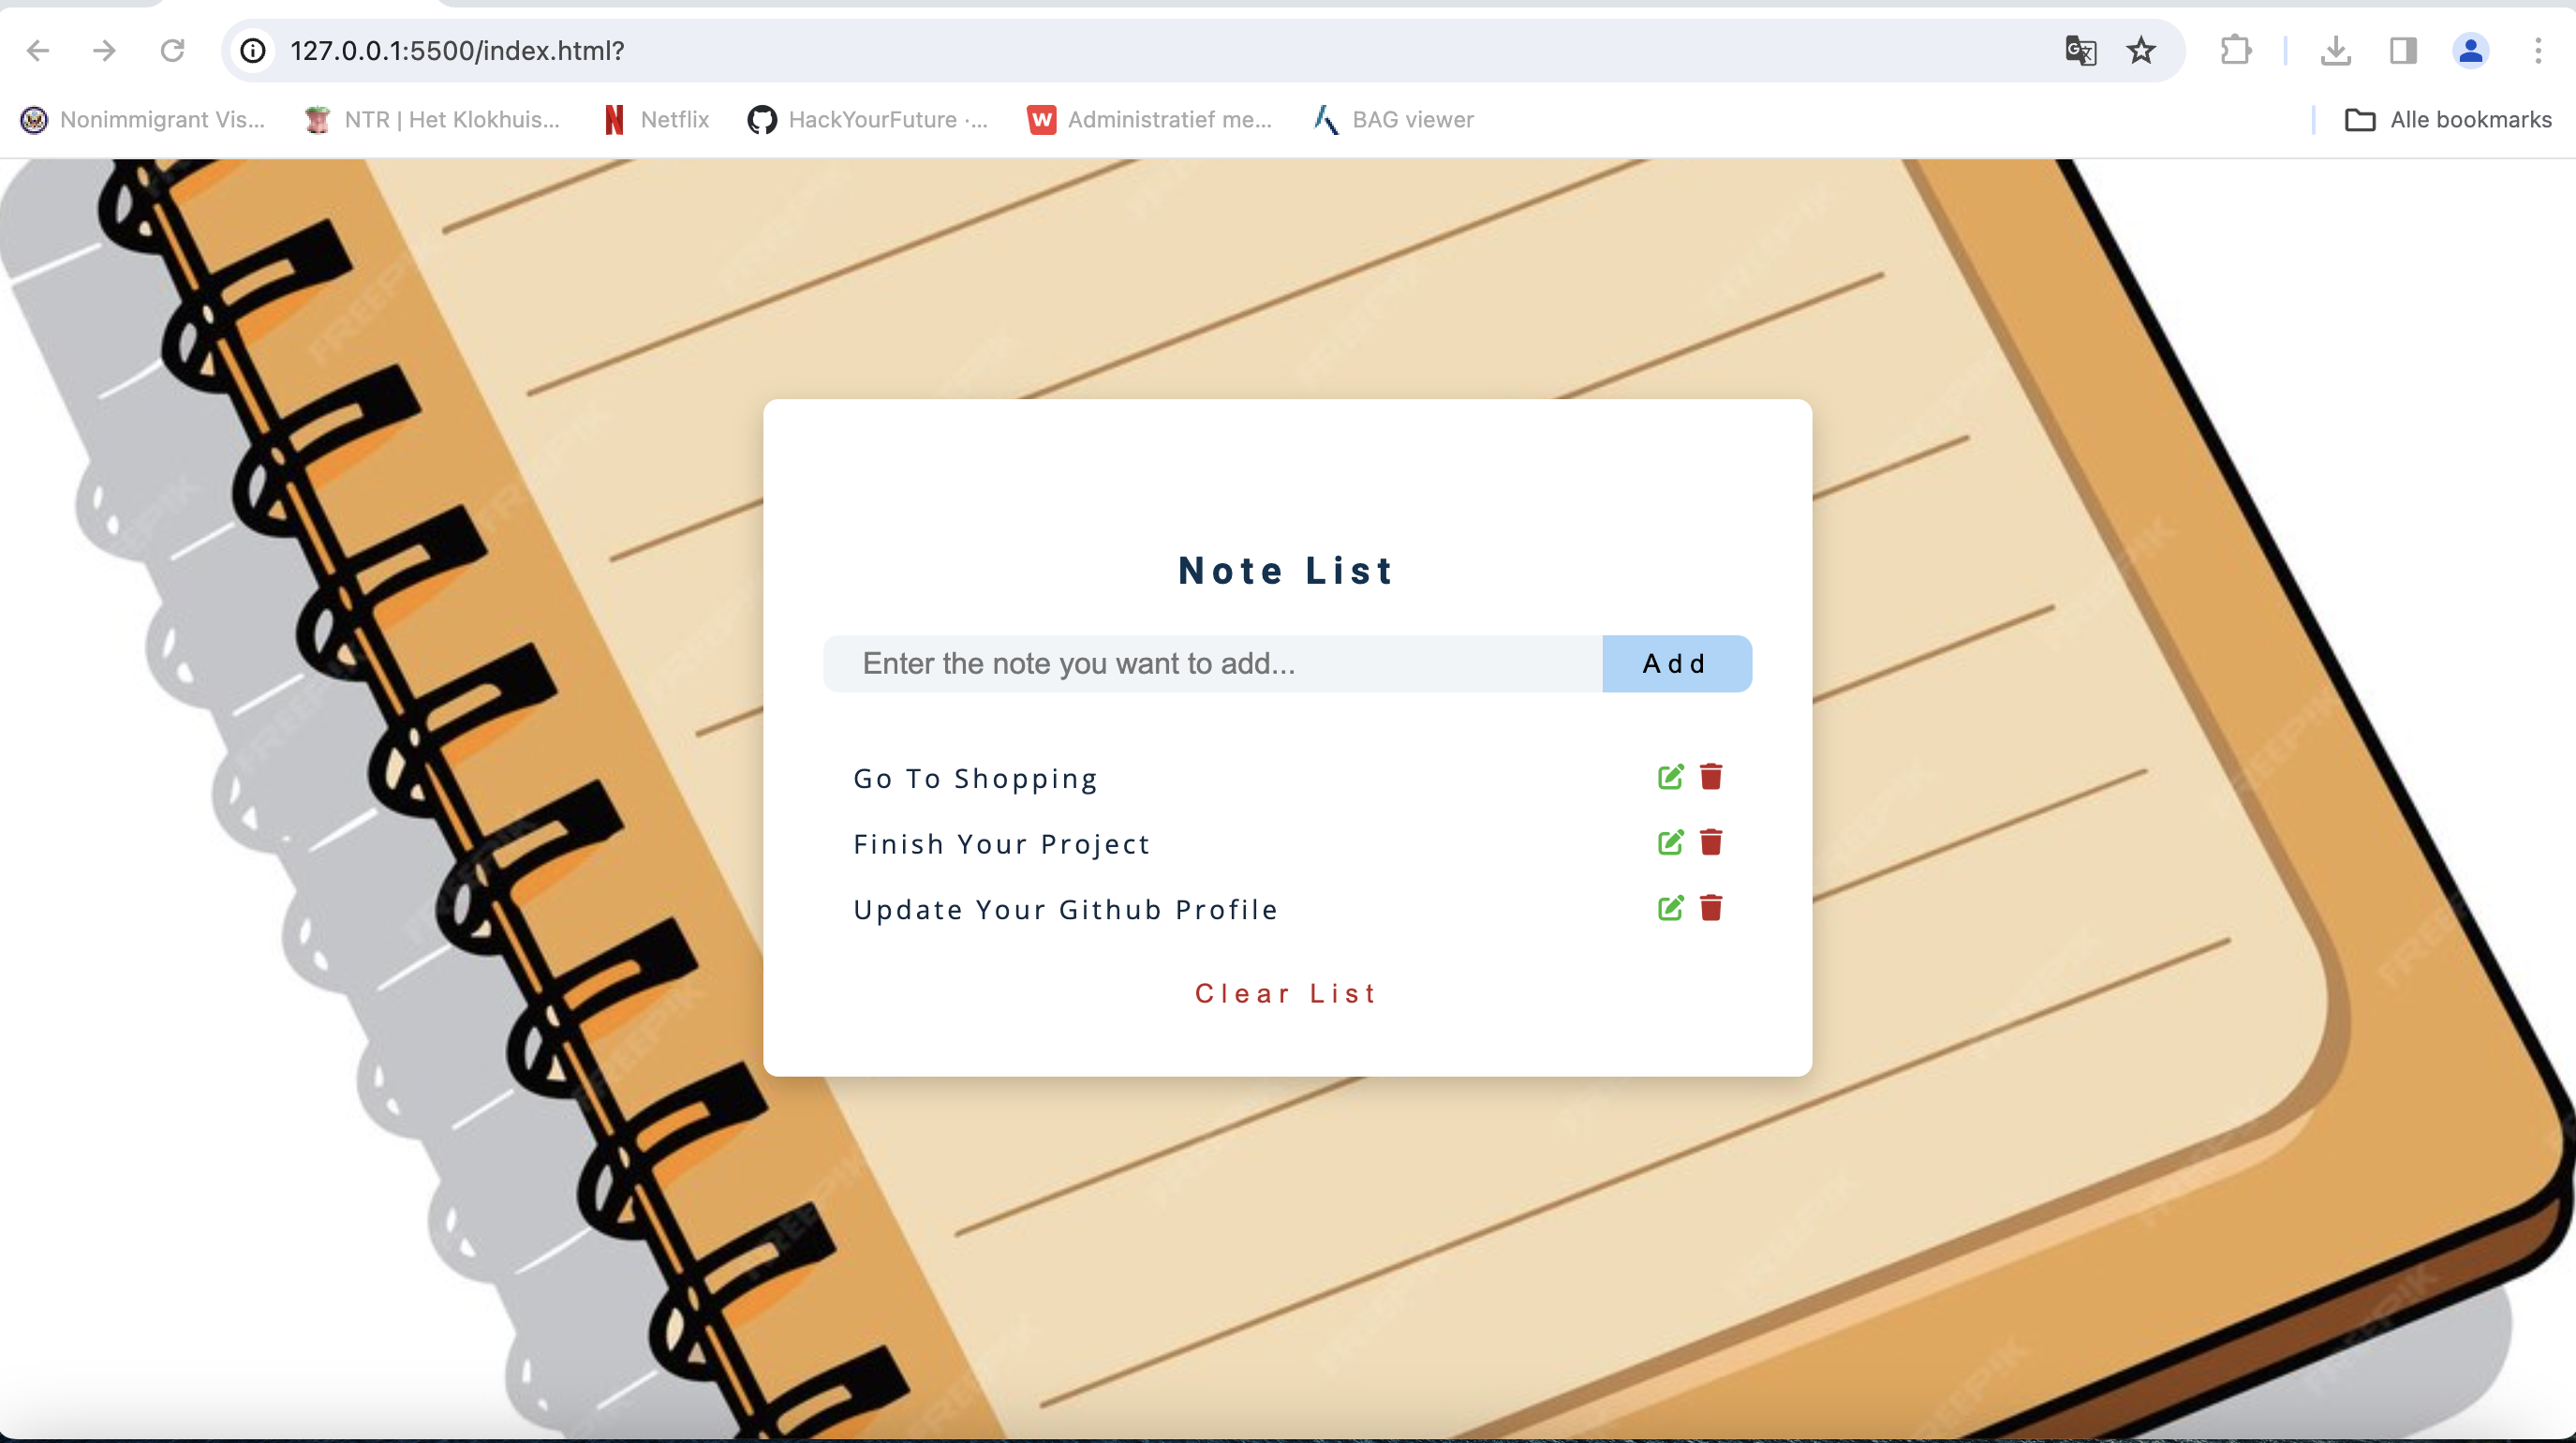 127.0.0.1:5500/index.html?
Nonimmigrant Vis...
NTR | Het Klokhuis...
Netflix
HackYourFuture ·...
Administratief me...
BAG viewer
Alle bookmarks
Note List
Enter the note you want to add...
Add
Go To Shopping
Finish Your Project
Update Your Github Profile
Clear List
FREEPIK